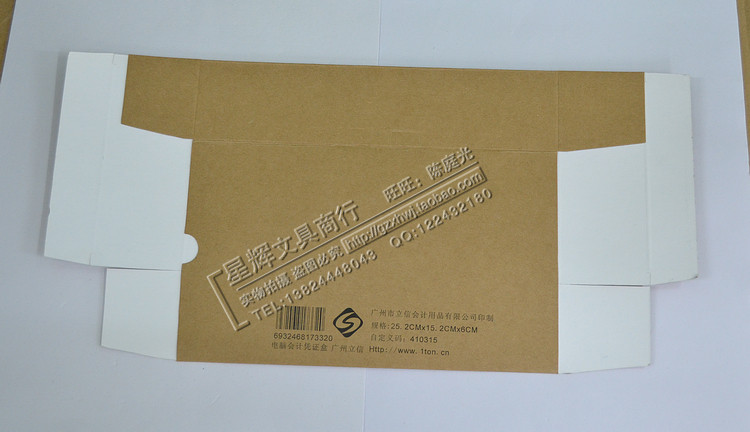 星辉文具商行 旺旺：陈庭光
实物拍摄 盗图必究 http://gzxhwj.taobao.com
TEL:13824448043 QQ:122432180
广州市立信会计用品有限公司印制
规格:25.2CMx15.2CMx6CM
自定义码: 410315
6932468173320
电脑会计凭证盒 广州立信 Http://www.1ton.cn